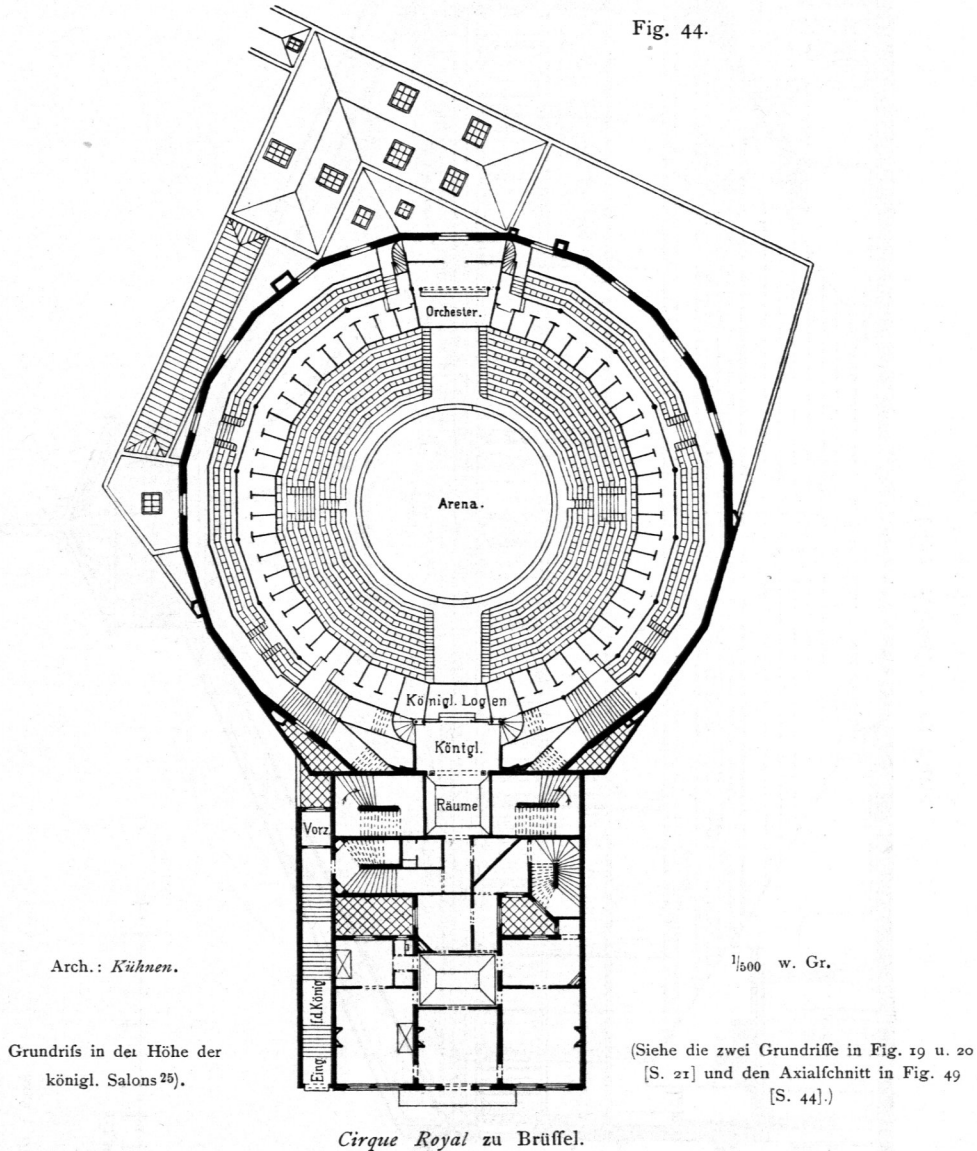 Fig. 44.
Orchester.
Arena.
Königl. Logen
Königl.
Räume
Vorz.
Eing. f.d. König
Arch.: Kühnen.
1/500 w. Gr.
Grundriſs in der Höhe der
königl. Salons 25).
(Siehe die zwei Grundriſſe in Fig. 19 u. 20
[S. 21] und den Axialſchnitt in Fig. 49
[S. 44].)
Cirque Royal zu Brüſſel.